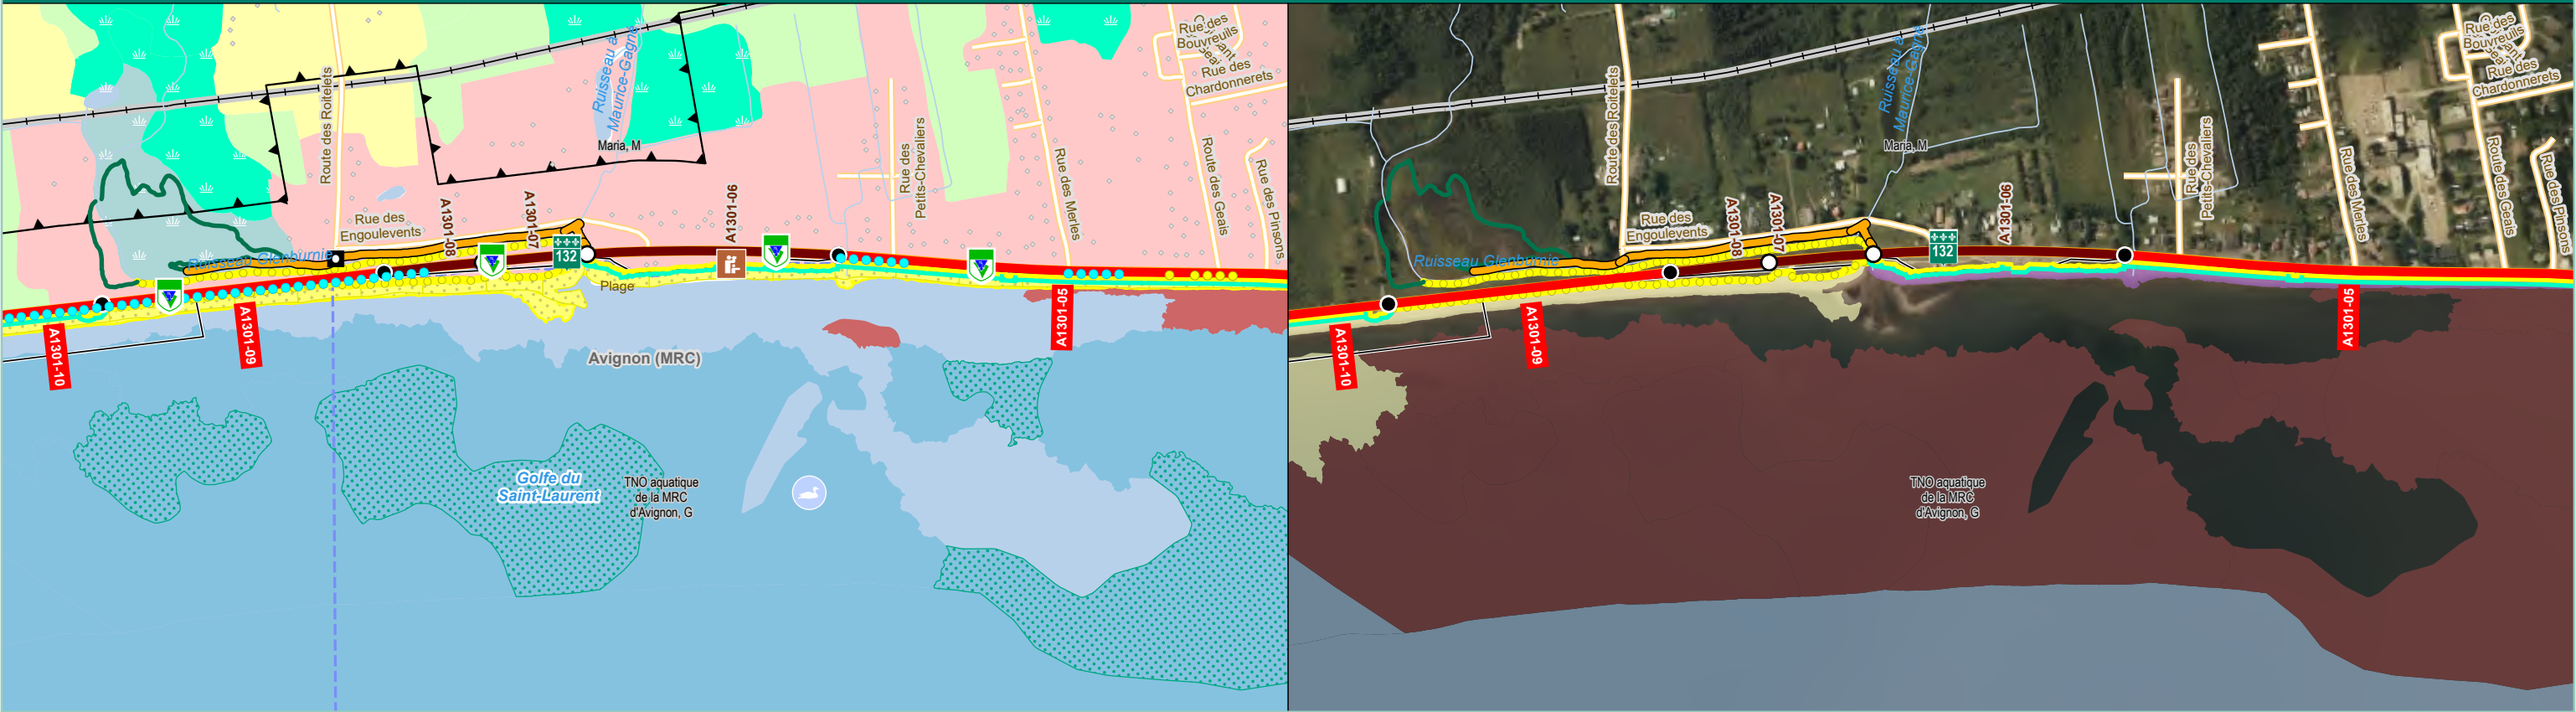 Ruisseau à
Maurice-Gagné
Rue des
Bouvreuils
Rue des
Chardonnerets
Route des Roitelets
Maria, M
Rue des
Petits-Chevaliers
Rue des Merles
Route des Geais
Rue des Pinsons
Rue des
Engoulevents
A1301-08
A1301-07
A1301-06
Ruisseau Glenburnie
132
Plage
A1301-10
A1301-09
A1301-05
Avignon (MRC)
Golfe du
Saint-Laurent
TNO aquatique
de la MRC
d'Avignon, G
Ruisseau à
Maurice-Gagné
Rue des
Bouvreuils
Rue des
Chardonnerets
Route des Roitelets
Maria, M
Rue des
Petits-Chevaliers
Rue des Merles
Route des Geais
Rue des Pinsons
Rue des
Engoulevents
A1301-08
A1301-07
A1301-06
Ruisseau Glenburnie
132
A1301-10
A1301-09
A1301-05
TNO aquatique
de la MRC
d'Avignon, G